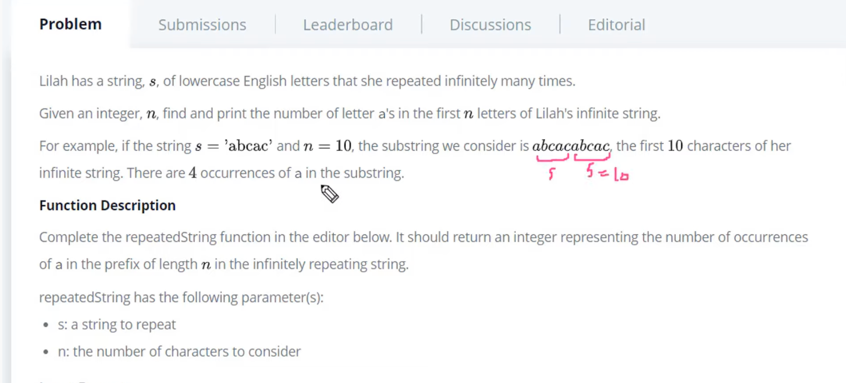 Problem Submissions Leaderboard Discussions Editorial
Lilah has a string, s, of lowercase English letters that she repeated infinitely many times.
Given an integer, n, find and print the number of letter a's in the first n letters of Lilah's infinite string.
For example, if the string s = 'abcac' and n = 10, the substring we consider is abcacabcac, the first 10 characters of her
infinite string. There are 4 occurrences of a in the substring.
5 5 = 10
Function Description
Complete the repeatedString function in the editor below. It should return an integer representing the number of occurrences
of a in the prefix of length n in the infinitely repeating string.
repeatedString has the following parameter(s):
• s: a string to repeat
• n: the number of characters to consider